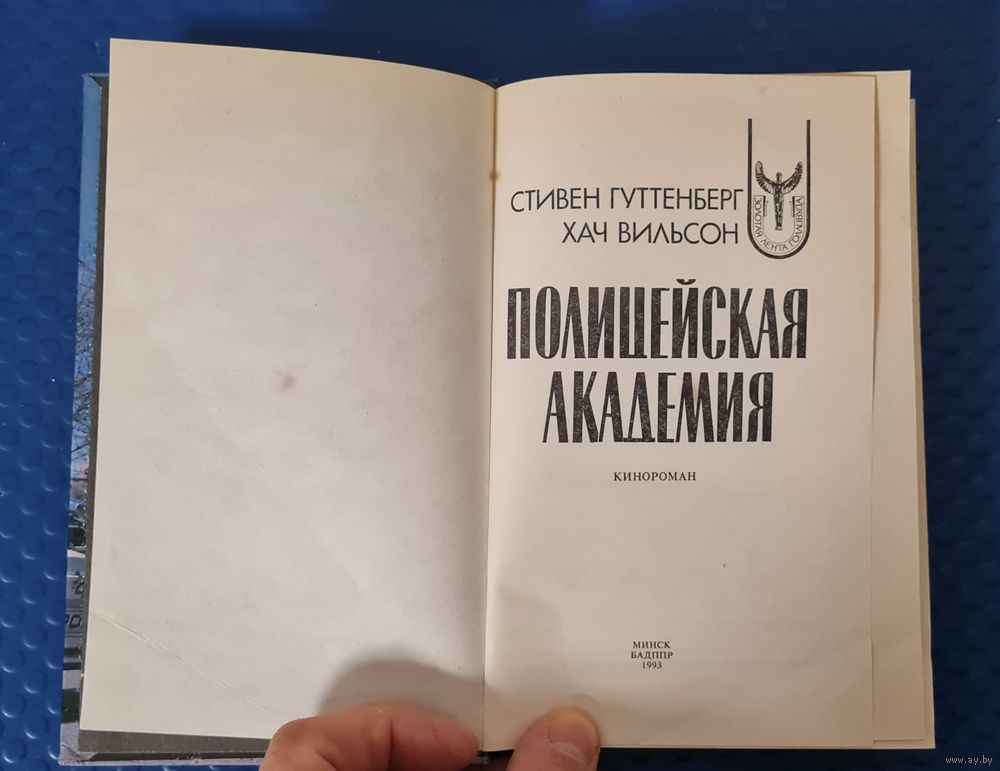 СТИВЕН ГУТТЕНБЕРГ
ХАЧ ВИЛЬСОН
ЗОЛОТАЯ ЛЕНТА ГОЛЛИВУДА
ПОЛИЦЕЙСКАЯ
АКАДЕМИЯ
КИНОРОМАН
МИНСК
БАДППР
1993
www.ay.by